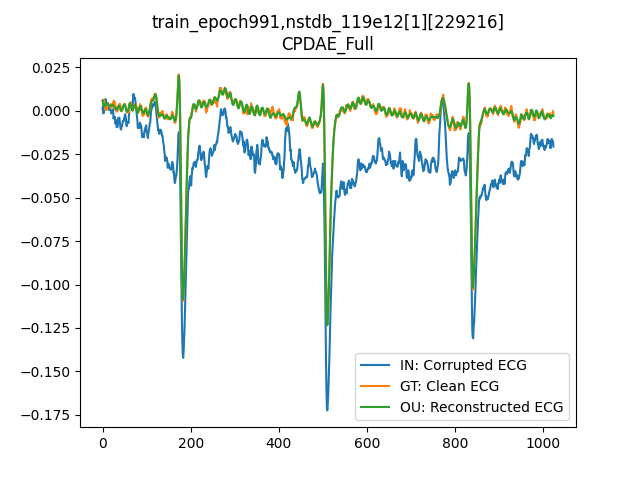 train_epoch991,nstdb_119e12[1][229216]
CPDAE_Full
0.025
0.000
−0.025
−0.050
−0.075
−0.100
−0.125
−0.150
−0.175
IN: Corrupted ECG
GT: Clean ECG
OU: Reconstructed ECG
0 200 400 600 800 1000